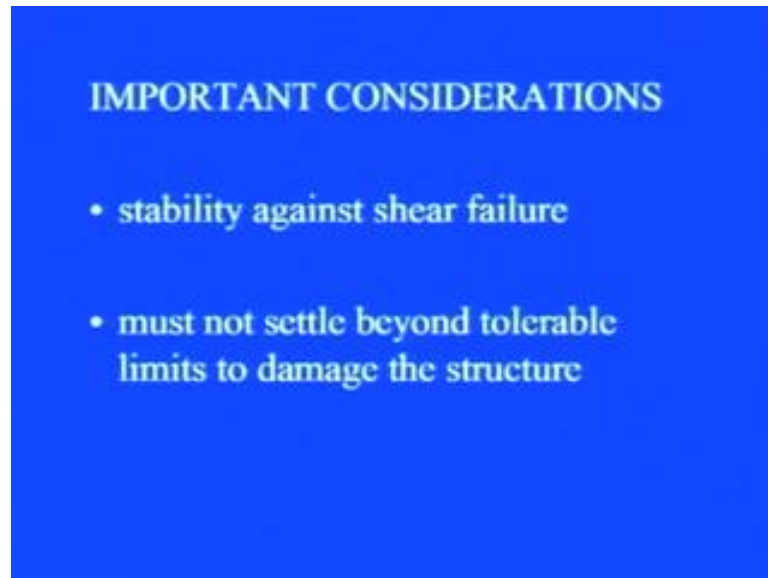 IMPORTANT CONSIDERATIONS
• stability against shear failure
• must not settle beyond tolerable
limits to damage the structure